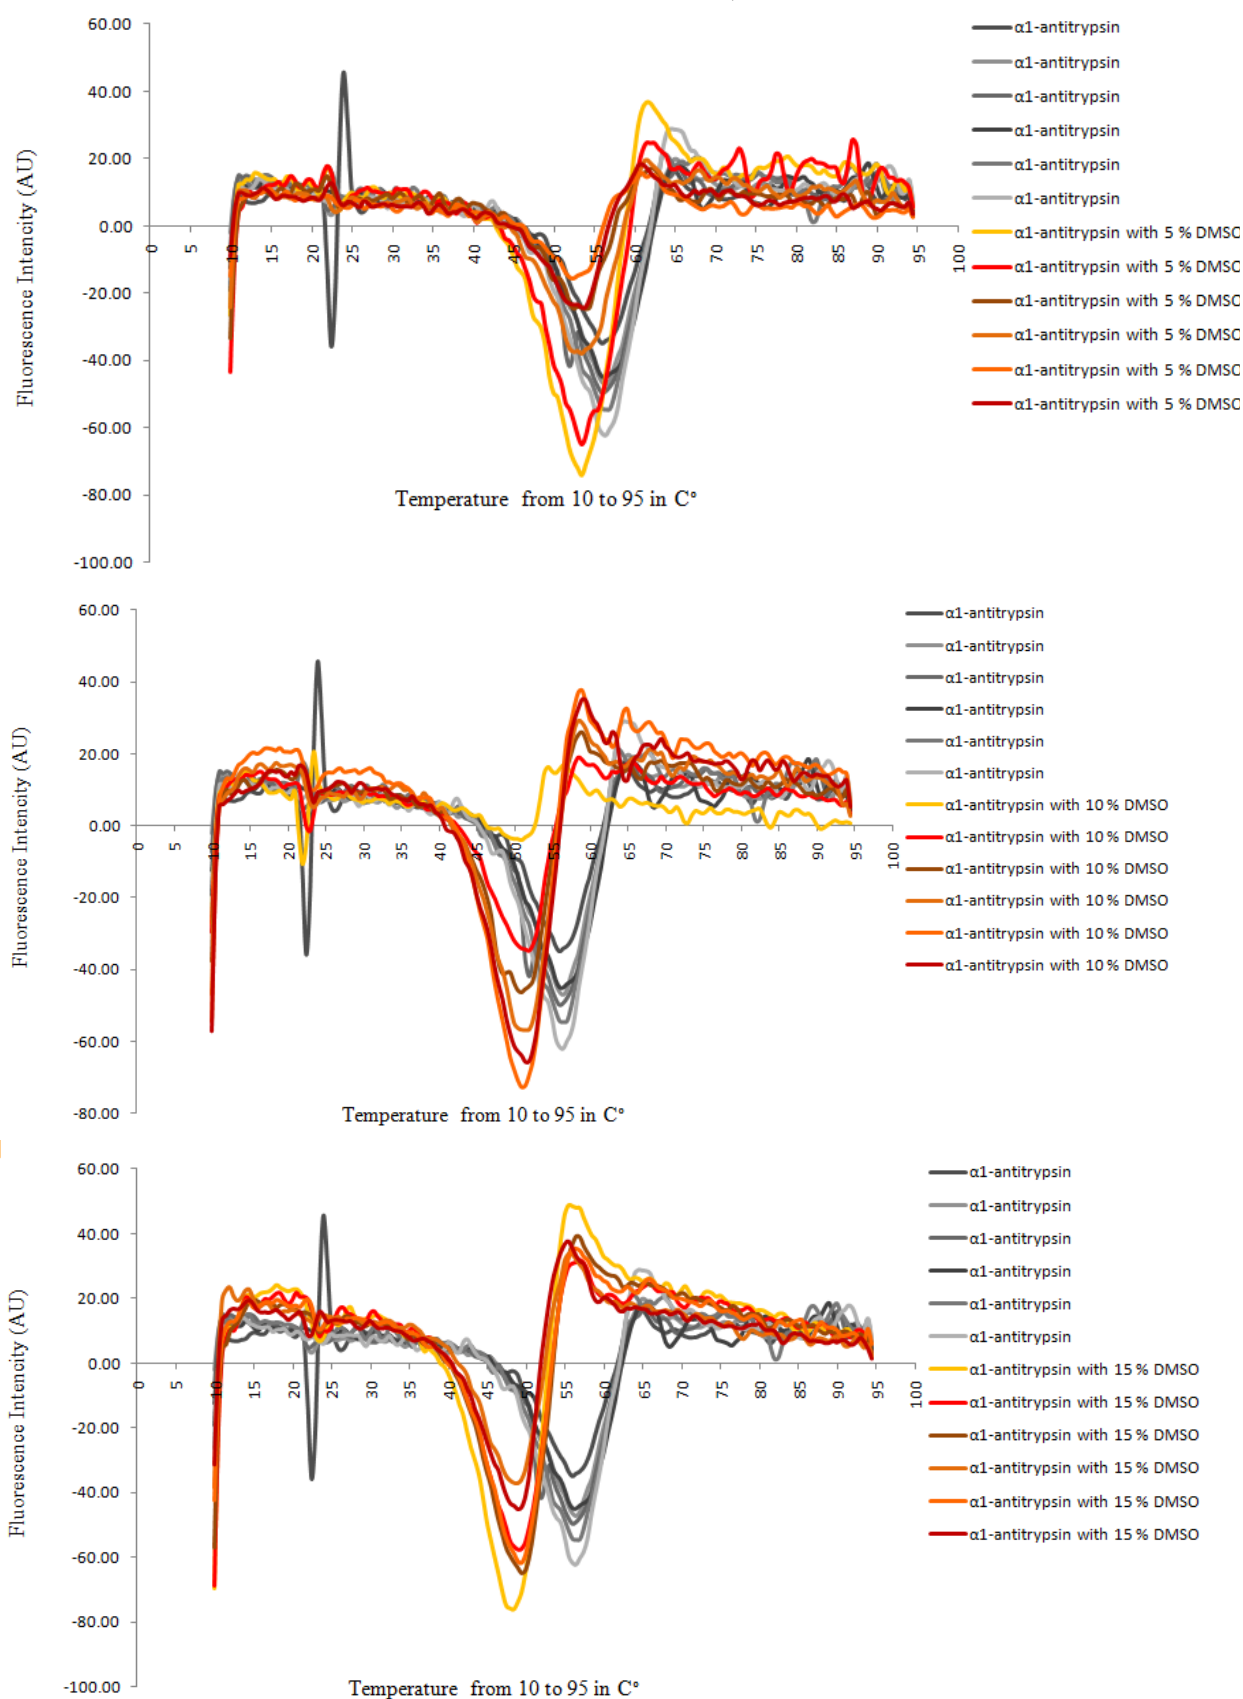 60.00
40.00
20.00
0.00
-20.00
-40.00
-60.00
-80.00
-100.00
Fluorescence Intencity (AU)
0 5 10 15 20 25 30 35 40 45 50 55 60 65 70 75 80 85 90 95 100
Temperature from 10 to 95 in C°
α1-antitrypsin
α1-antitrypsin
α1-antitrypsin
α1-antitrypsin
α1-antitrypsin
α1-antitrypsin
α1-antitrypsin with 5 % DMSO
α1-antitrypsin with 5 % DMSO
α1-antitrypsin with 5 % DMSO
α1-antitrypsin with 5 % DMSO
α1-antitrypsin with 5 % DMSO
α1-antitrypsin with 5 % DMSO
60.00
40.00
20.00
0.00
-20.00
-40.00
-60.00
-80.00
Fluorescence Intencity (AU)
0 5 10 15 20 25 30 35 40 45 50 55 60 65 70 75 80 85 90 95 100
Temperature from 10 to 95 in C°
α1-antitrypsin
α1-antitrypsin
α1-antitrypsin
α1-antitrypsin
α1-antitrypsin
α1-antitrypsin
α1-antitrypsin with 10 % DMSO
α1-antitrypsin with 10 % DMSO
α1-antitrypsin with 10 % DMSO
α1-antitrypsin with 10 % DMSO
α1-antitrypsin with 10 % DMSO
α1-antitrypsin with 10 % DMSO
60.00
40.00
20.00
0.00
-20.00
-40.00
-60.00
-80.00
-100.00
Fluorescence Intencity (AU)
0 5 10 15 20 25 30 35 40 45 50 55 60 65 70 75 80 85 90 95 100
Temperature from 10 to 95 in C°
α1-antitrypsin
α1-antitrypsin
α1-antitrypsin
α1-antitrypsin
α1-antitrypsin
α1-antitrypsin
α1-antitrypsin with 15 % DMSO
α1-antitrypsin with 15 % DMSO
α1-antitrypsin with 15 % DMSO
α1-antitrypsin with 15 % DMSO
α1-antitrypsin with 15 % DMSO
α1-antitrypsin with 15 % DMSO